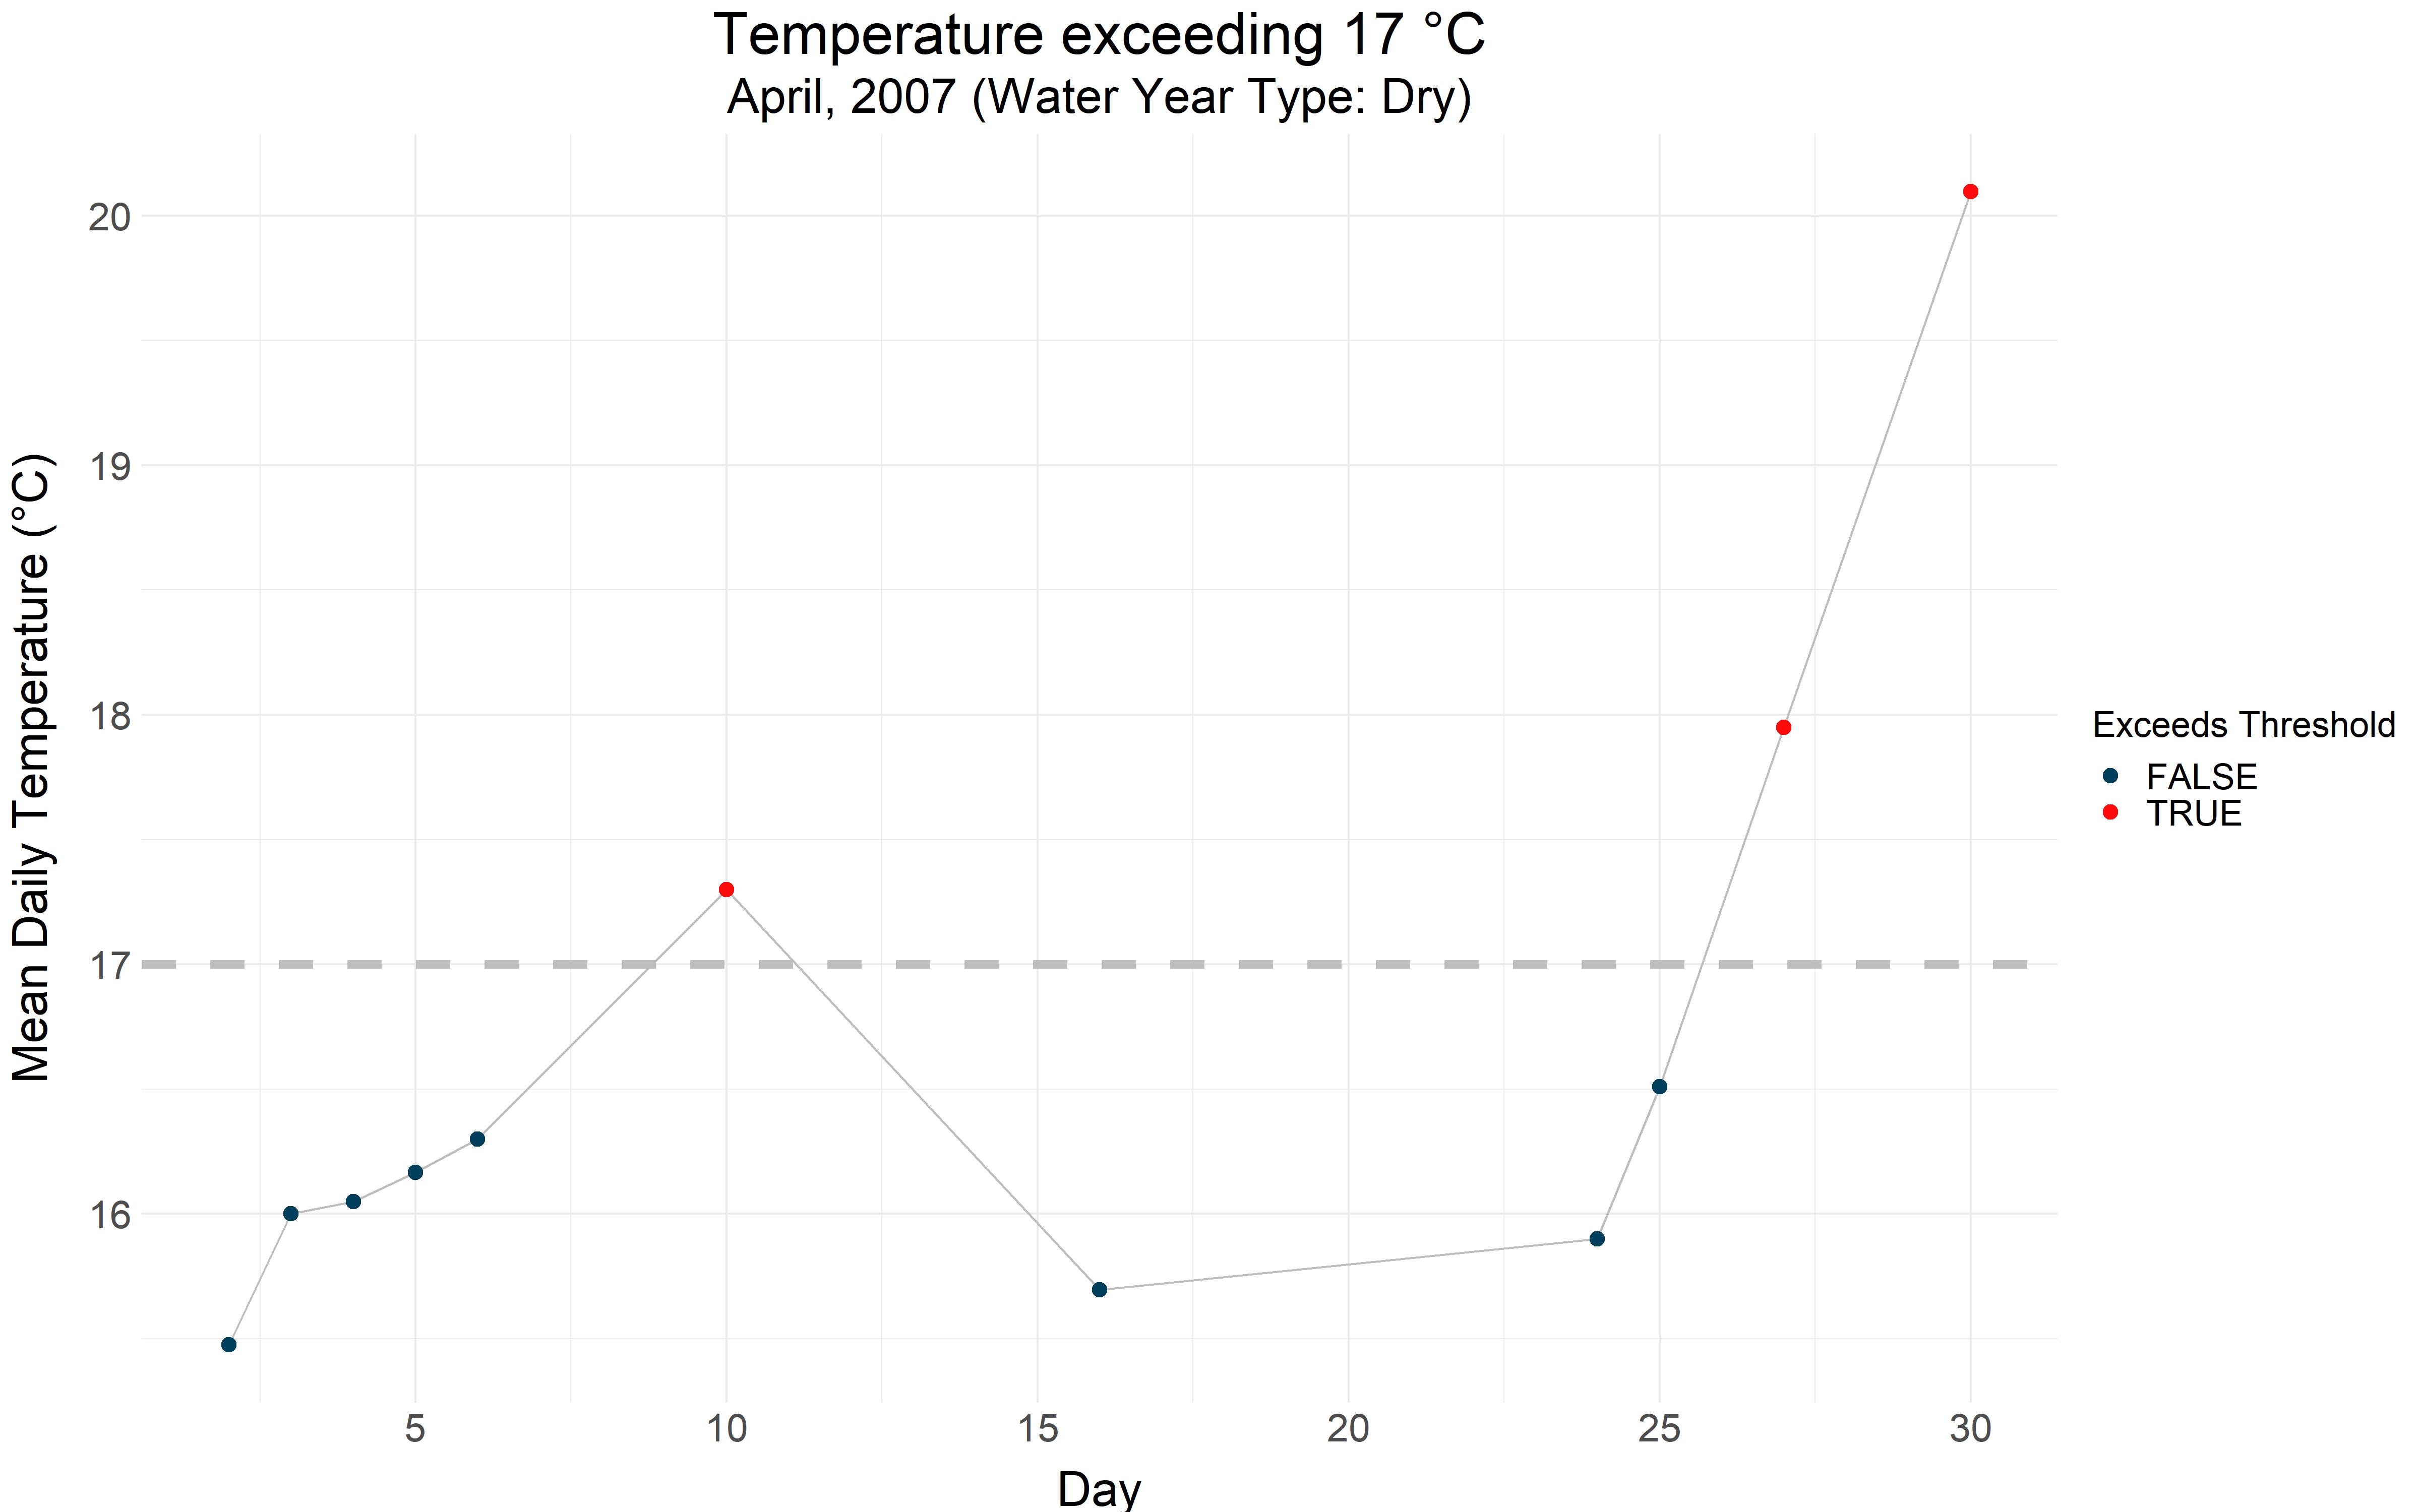 Temperature exceeding 17 °C
April, 2007 (Water Year Type: Dry)
Mean Daily Temperature (°C)
20
19
18
17
16
5 10 15 20 25 30
Day
Exceeds Threshold
FALSE
TRUE